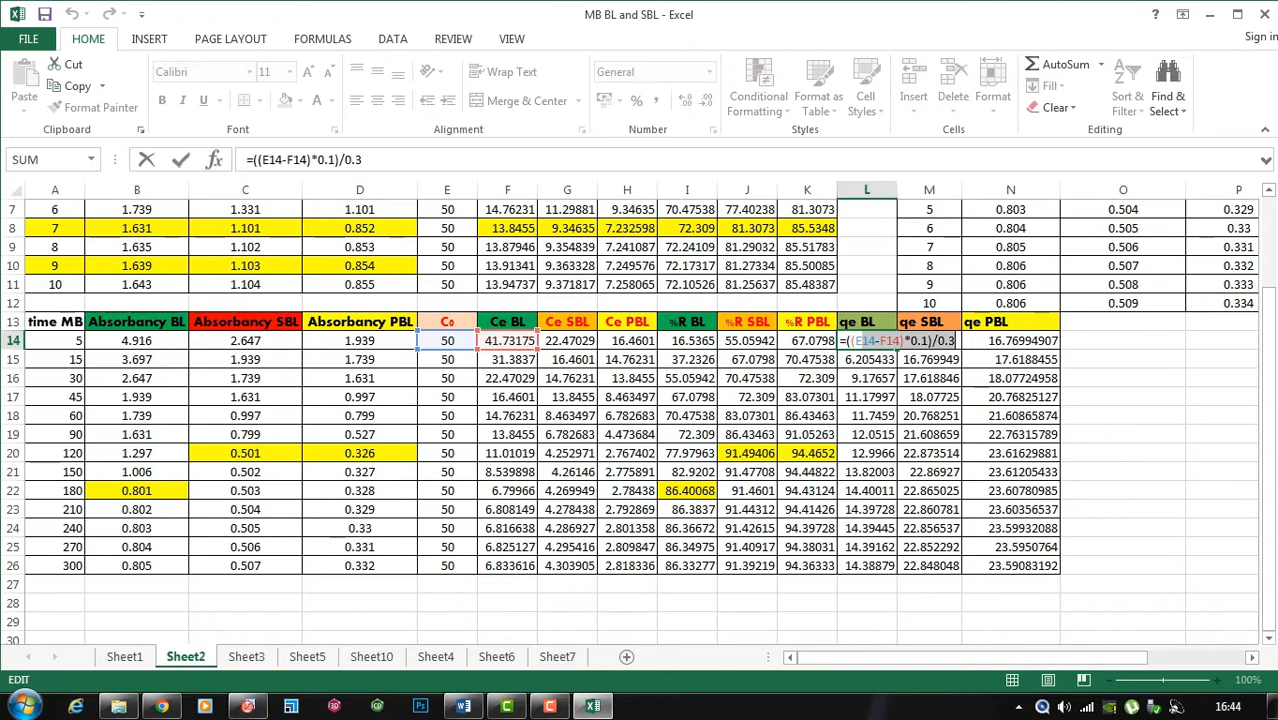 MB BL and SBL - Excel
FILE HOME INSERT PAGE LAYOUT FORMULAS DATA REVIEW VIEW Sign in
Cut
Copy
Format Painter
Paste
Clipboard
Calibri 11
B I U
Font
Wrap Text
Merge & Center
Alignment
General
Number
Conditional Formatting
Format as Table
Cell Styles
Styles
Insert Delete Format
Cells
AutoSum
Fill
Clear
Sort & Filter
Find & Select
Editing
SUM =((E14-F14)*0.1)/0.3
A B C D E F G H I J K L M N O P
7 6 1.739 1.331 1.101 50 14.76231 11.29881 9.34635 70.47538 77.40238 81.3073 5 0.803 0.504 0.329
8 7 1.631 1.101 0.852 50 13.8455 9.34635 7.232598 72.309 81.3073 85.5348 6 0.804 0.505 0.33
9 8 1.635 1.102 0.853 50 13.87946 9.354839 7.241087 72.24109 81.29032 85.51783 7 0.805 0.506 0.331
10 9 1.639 1.103 0.854 50 13.91341 9.363328 7.249576 72.17317 81.27334 85.50085 8 0.806 0.507 0.332
11 10 1.643 1.104 0.855 50 13.94737 9.371817 7.258065 72.10526 81.25637 85.48387 9 0.806 0.508 0.333
12 10 0.806 0.509 0.334
13 time MB Absorbancy BL Absorbancy SBL Absorbancy PBL C₀ Ce BL Ce SBL Ce PBL %R BL %R SBL %R PBL qe BL qe SBL qe PBL
14 5 4.916 2.647 1.939 50 41.73175 22.47029 16.4601 16.5365 55.05942 67.0798 =((E14-F14)*0.1)/0.3 16.76994907
15 15 3.697 1.939 1.739 50 31.3837 16.4601 14.76231 37.2326 67.0798 70.47538 6.205433 16.769949 17.6188455
16 30 2.647 1.739 1.631 50 22.47029 14.76231 13.8455 55.05942 70.47538 72.309 9.17657 17.618846 18.07724958
17 45 1.939 1.631 0.997 50 16.4601 13.8455 8.463497 67.0798 72.309 83.07301 11.17997 18.07725 20.76825127
18 60 1.739 0.997 0.799 50 14.76231 8.463497 6.782683 70.47538 83.07301 86.43463 11.7459 20.768251 21.60865874
19 90 1.631 0.799 0.527 50 13.8455 6.782683 4.473684 72.309 86.43463 91.05263 12.0515 21.608659 22.76315789
20 120 1.297 0.501 0.326 50 11.01019 4.252971 2.767402 77.97963 91.49406 94.4652 12.9966 22.873514 23.61629881
21 150 1.006 0.502 0.327 50 8.539898 4.26146 2.775891 82.9202 91.47708 94.44822 13.82003 22.86927 23.61205433
22 180 0.801 0.503 0.328 50 6.79966 4.269949 2.78438 86.40068 91.4601 94.43124 14.40011 22.865025 23.60780985
23 210 0.802 0.504 0.329 50 6.808149 4.278438 2.792869 86.3837 91.44312 94.41426 14.39728 22.860781 23.60356537
24 240 0.803 0.505 0.33 50 6.816638 4.286927 2.801358 86.36672 91.42615 94.39728 14.39445 22.856537 23.59932088
25 270 0.804 0.506 0.331 50 6.825127 4.295416 2.809847 86.34975 91.40917 94.38031 14.39162 22.852292 23.5950764
26 300 0.805 0.507 0.332 50 6.833616 4.303905 2.818336 86.33277 91.39219 94.36333 14.38879 22.848048 23.59083192
27
28
29
30
Sheet1 Sheet2 Sheet3 Sheet5 Sheet10 Sheet4 Sheet6 Sheet7
EDIT 100%
16:44